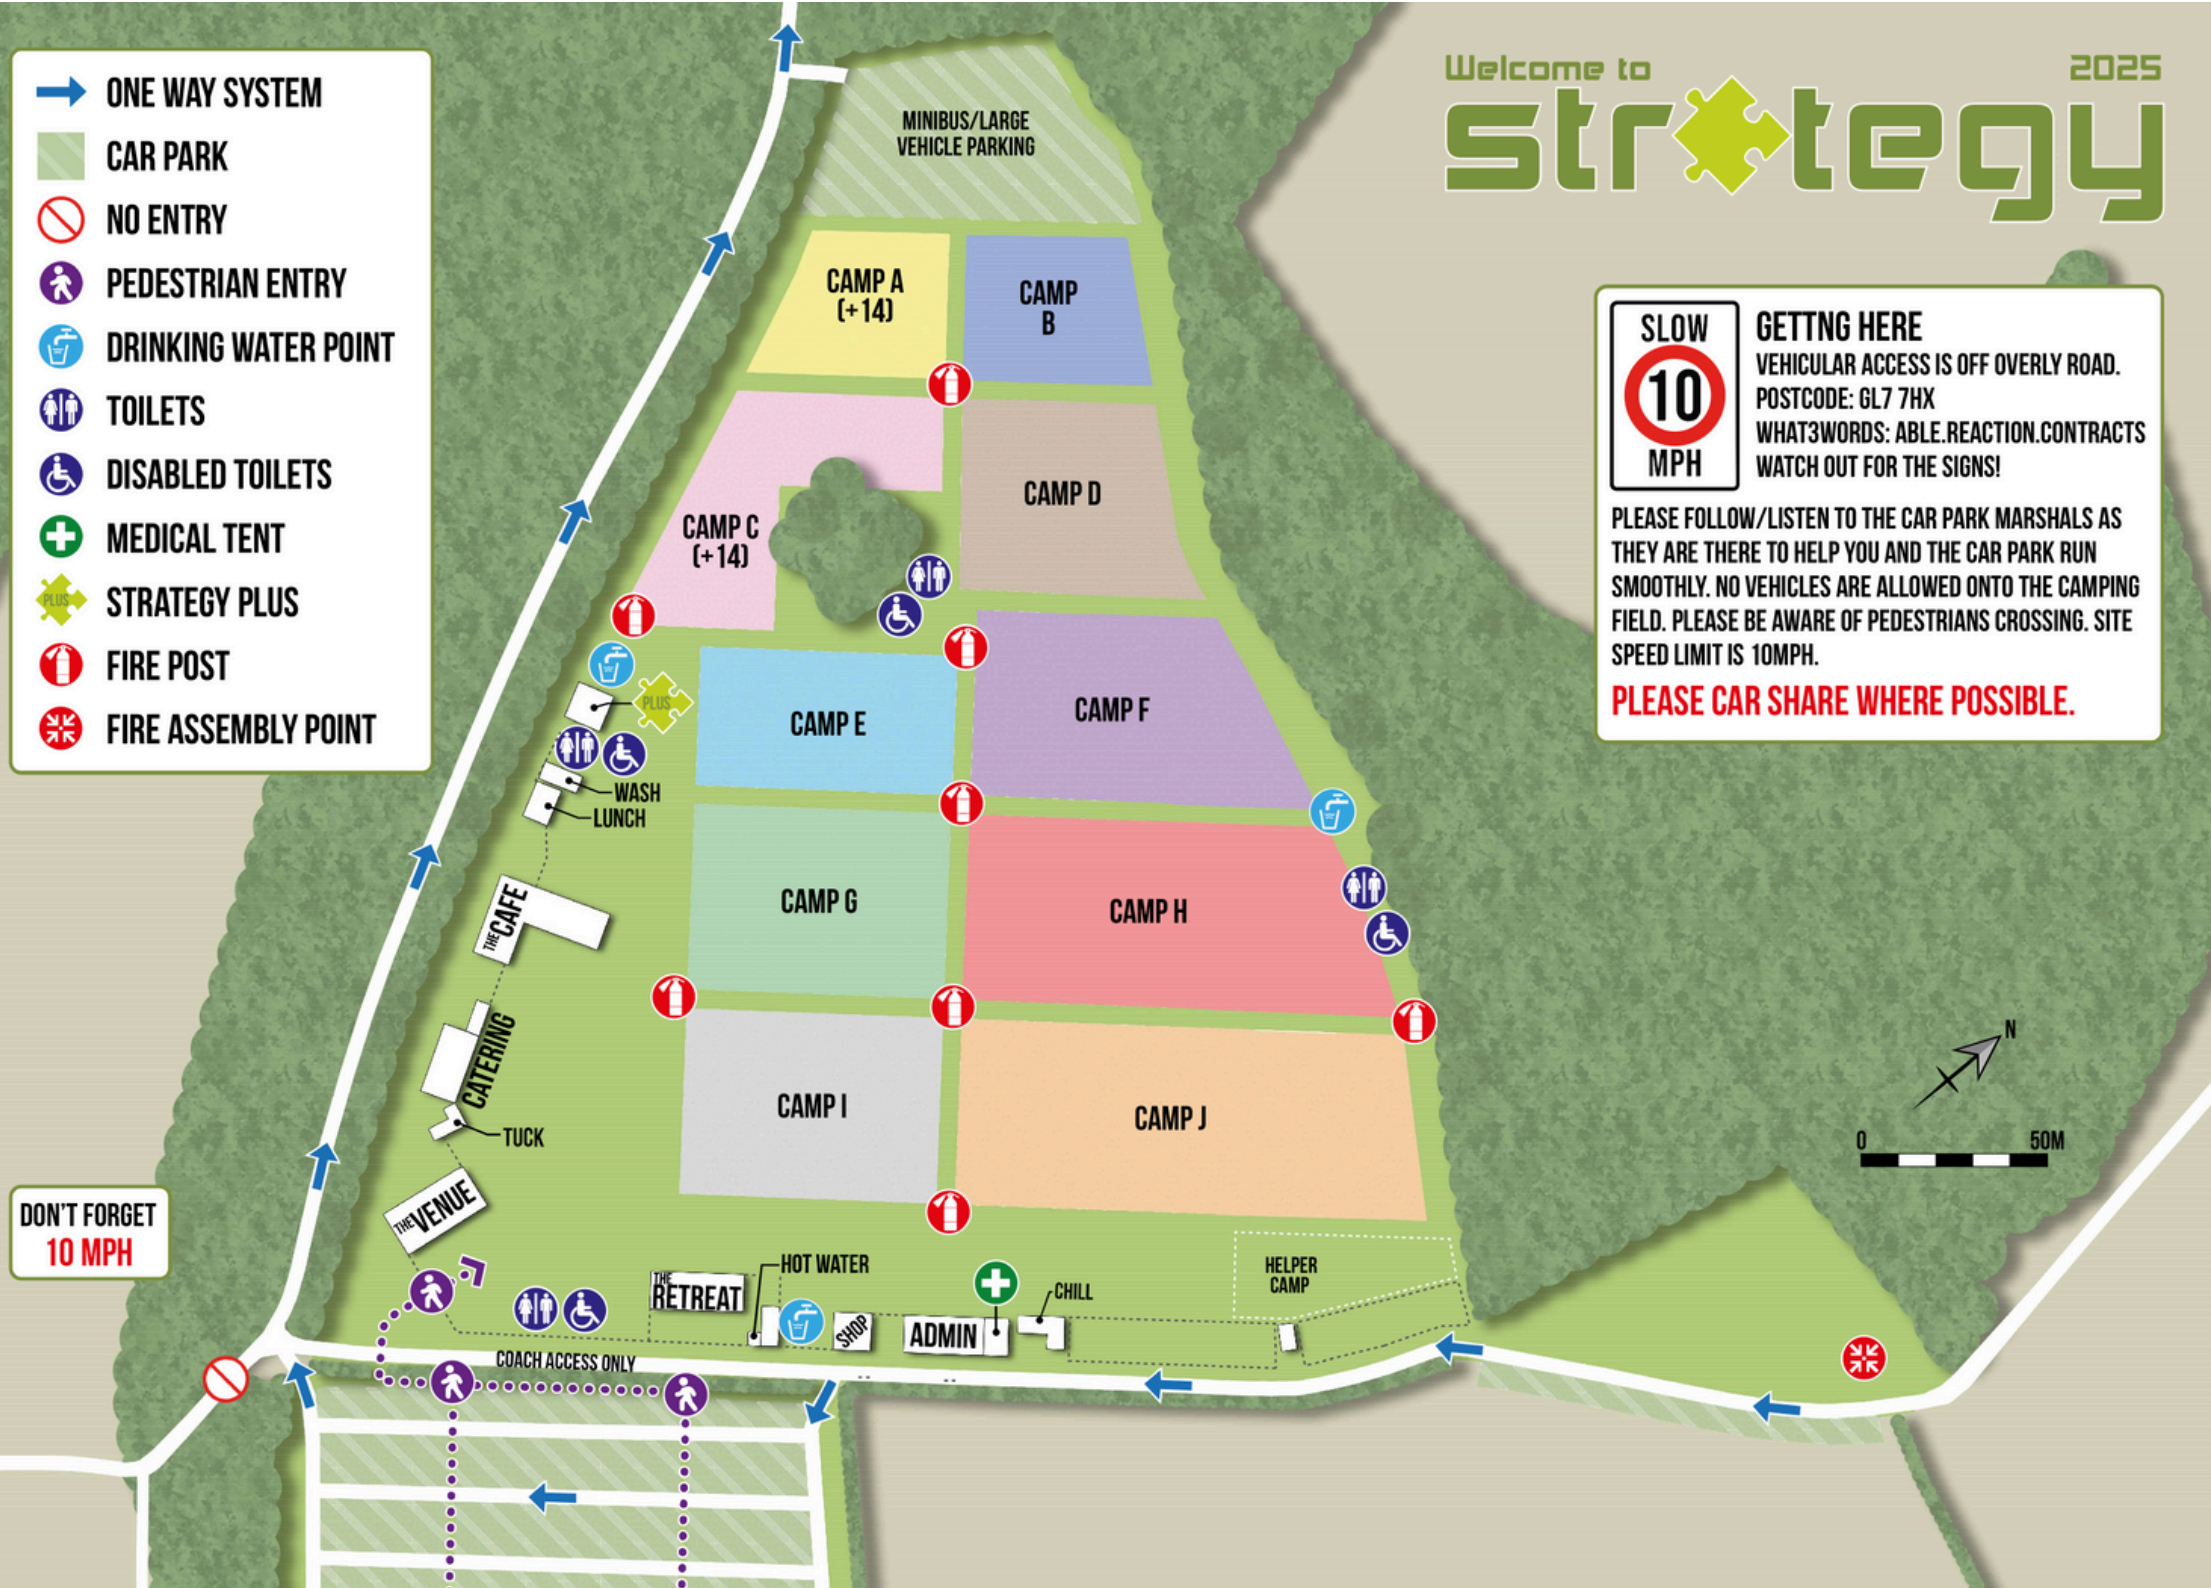 ONE WAY SYSTEM
CAR PARK
NO ENTRY
PEDESTRIAN ENTRY
DRINKING WATER POINT
TOILETS
DISABLED TOILETS
MEDICAL TENT
PLUS
STRATEGY PLUS
FIRE POST
FIRE ASSEMBLY POINT
Welcome to
2025
strategy
SLOW
10
MPH
GETTNG HERE
VEHICULAR ACCESS IS OFF OVERLY ROAD.
POSTCODE: GL7 7HX
WHAT3WORDS: ABLE.REACTION.CONTRACTS
WATCH OUT FOR THE SIGNS!
PLEASE FOLLOW/LISTEN TO THE CAR PARK MARSHALS AS
THEY ARE THERE TO HELP YOU AND THE CAR PARK RUN
SMOOTHLY. NO VEHICLES ARE ALLOWED ONTO THE CAMPING
FIELD. PLEASE BE AWARE OF PEDESTRIANS CROSSING. SITE
SPEED LIMIT IS 10MPH.
PLEASE CAR SHARE WHERE POSSIBLE.
MINIBUS/LARGE
VEHICLE PARKING
CAMP A
(+14)
CAMP
B
CAMP C
(+14)
CAMP D
PLUS
CAMP E
CAMP F
WASH
LUNCH
THE CAFE
CAMP G
CAMP H
CATERING
TUCK
CAMP I
CAMP J
N
0
50M
DON'T FORGET
10 MPH
THE VENUE
THE
RETREAT
HOT WATER
SHOP
ADMIN
CHILL
HELPER
CAMP
COACH ACCESS ONLY